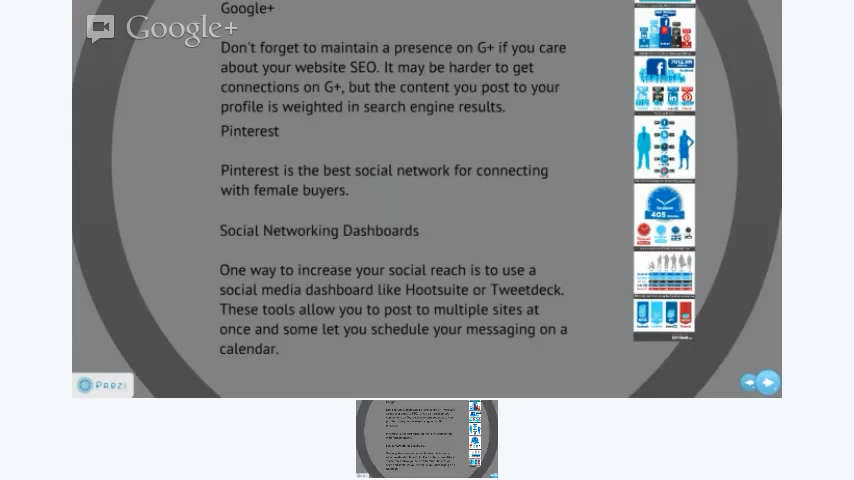 Google+
Google+
Don't forget to maintain a presence on G+ if you care
about your website SEO. It may be harder to get
connections on G+, but the content you post to your
profile is weighted in search engine results.
Pinterest
Pinterest is the best social network for connecting
with female buyers.
Social Networking Dashboards
One way to increase your social reach is to use a
social media dashboard like Hootsuite or Tweetdeck.
These tools allow you to post to multiple sites at
once and some let you schedule your messaging on a
calendar.
405
Prezi